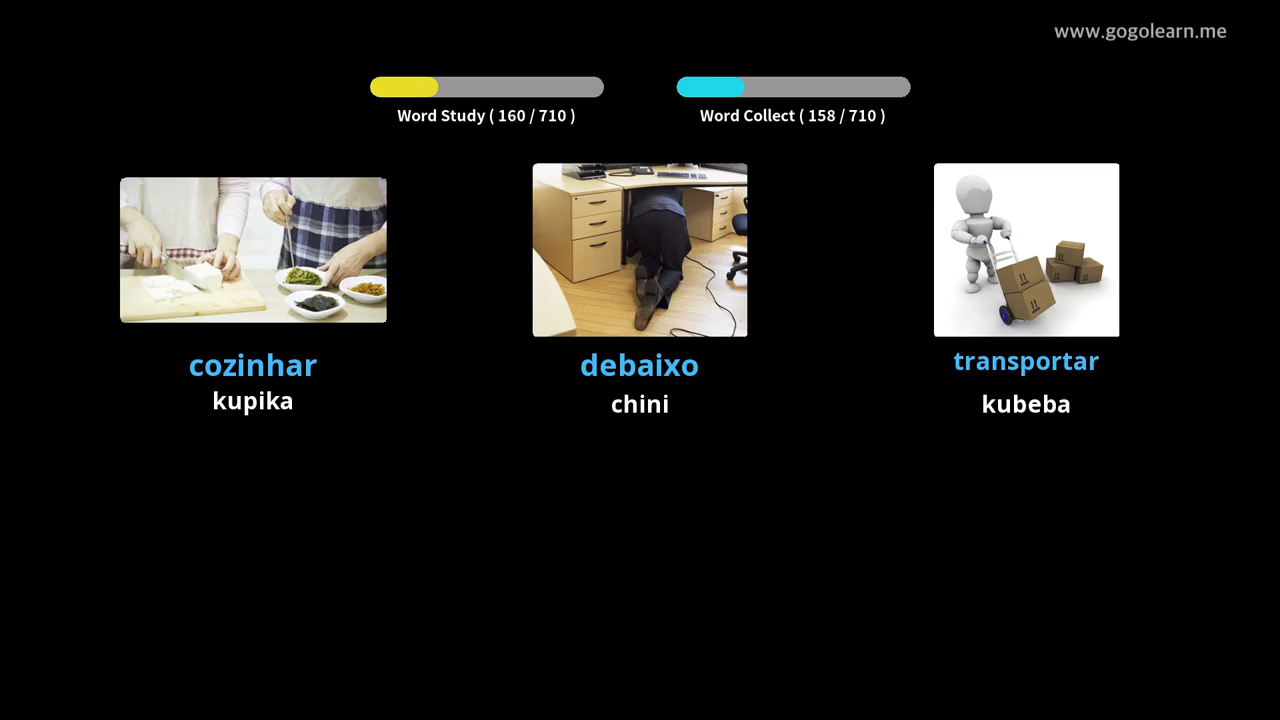 www.gogolearn.me
Word Study ( 160 / 710 )
Word Collect ( 158 / 710 )
cozinhar
kupika
debaixo
chini
transportar
kubeba